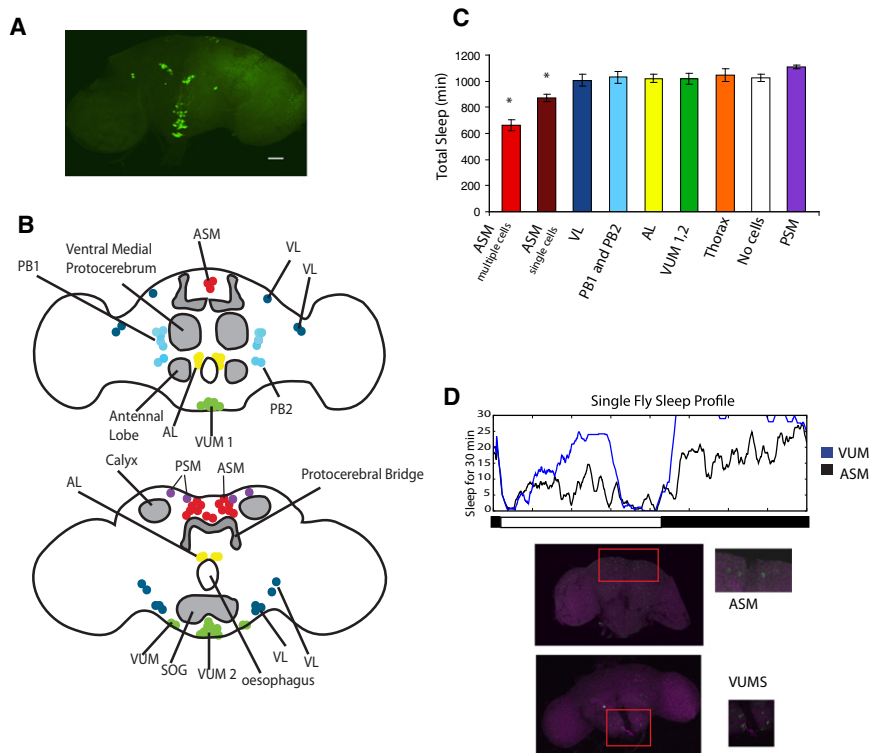 A
B
Ventral Medial
Protocerebrum
ASM
VL
VL
PB1
Antennal
Lobe
AL
VUM 1
PB2
Calyx
PSM
ASM
Protocerebral Bridge
AL
VUM
SOG
VUM 2
oesophagus
VL
VL
C
Total Sleep (min)
1200
1000
800
600
400
200
0
*
*
ASM
multiple cells
ASM
single cells
VL
PB1 and PB2
AL
VUM 1,2
Thorax
No cells
PSM
D
Single Fly Sleep Profile
Sleep for 30 min
30
25
20
15
10
5
0
VUM
ASM
ASM
VUMS